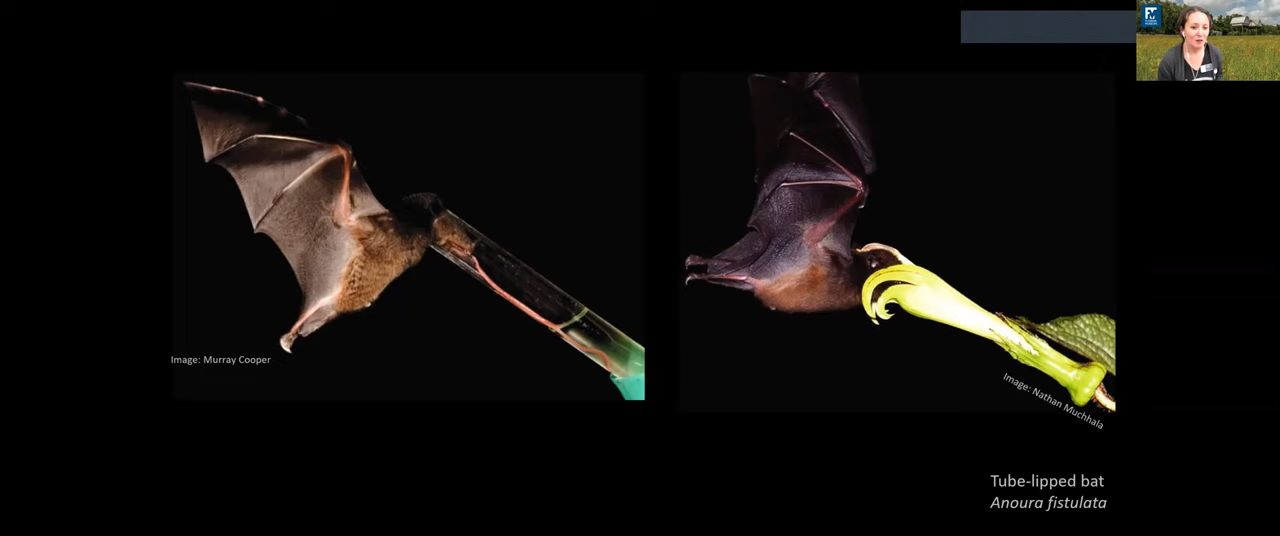 Image: Murray Cooper
Image: Nathan Muchhala
Tube-lipped bat
Anoura fistulata